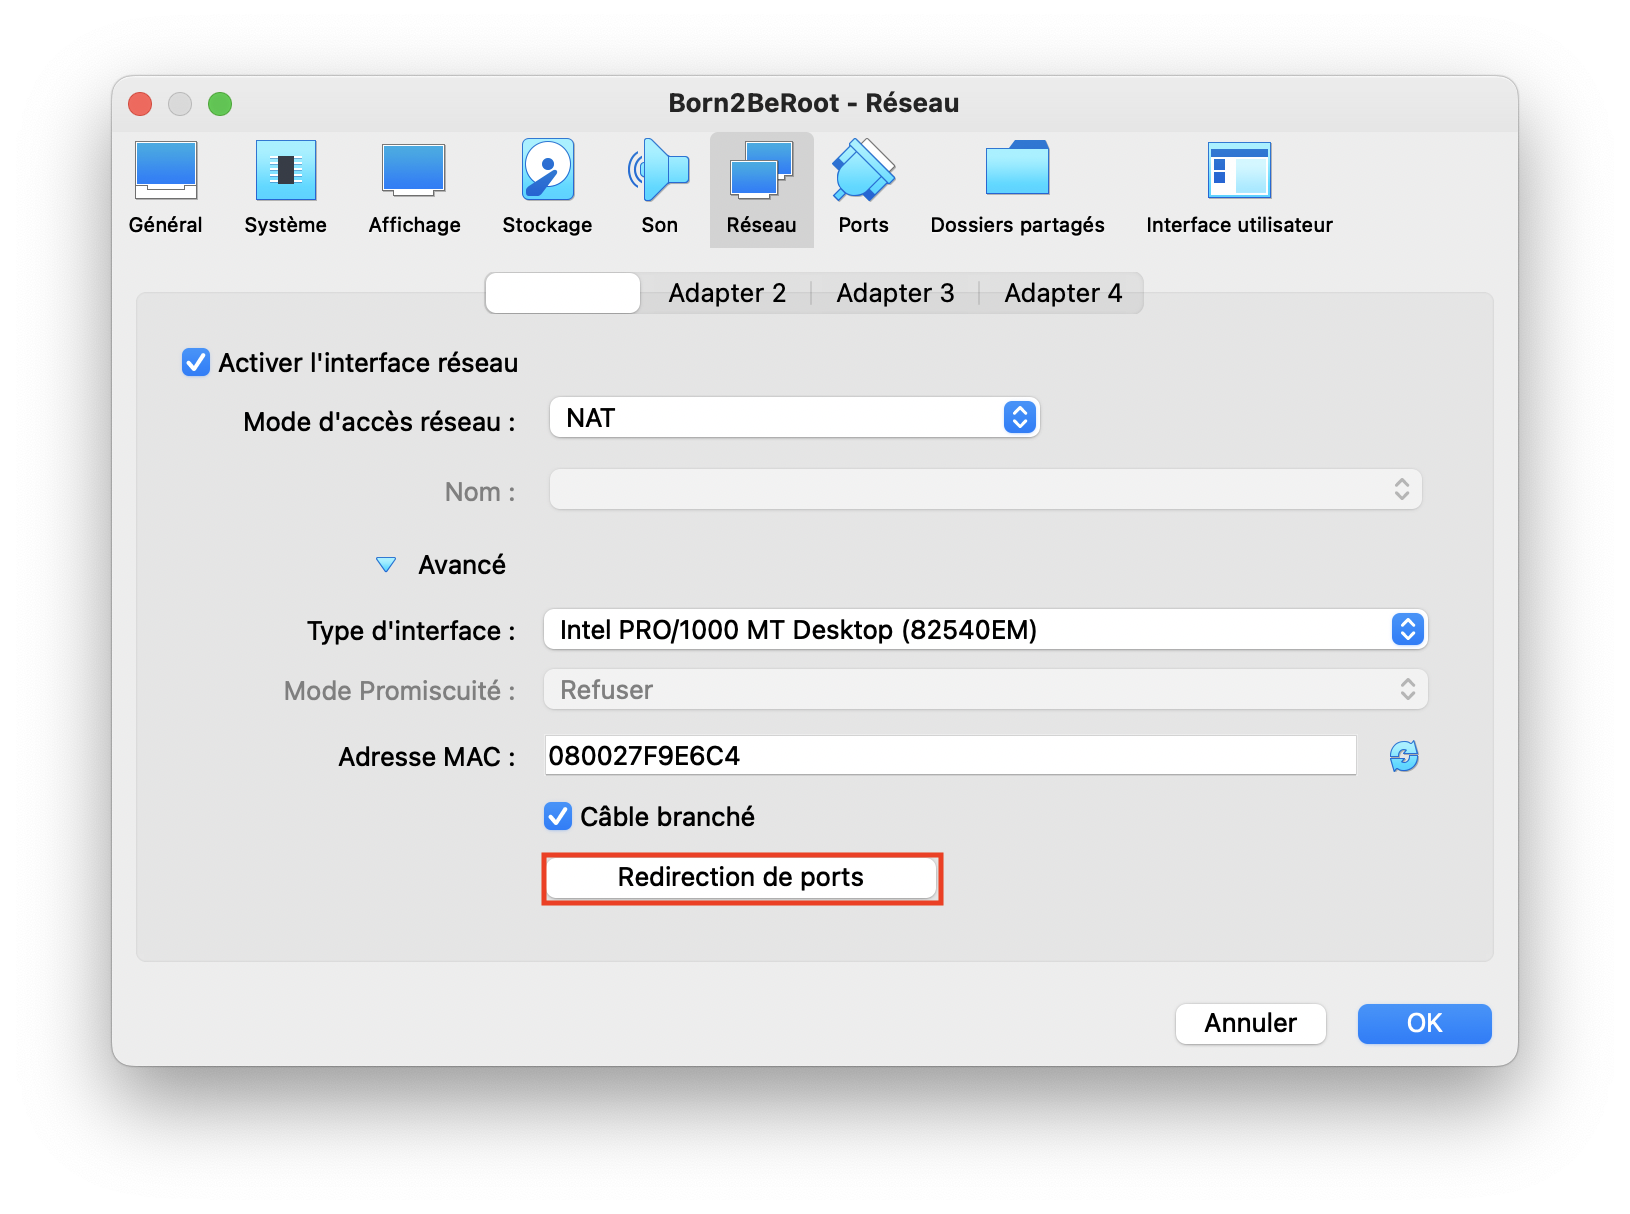 Born2BeRoot - Réseau
Général Système Affichage Stockage Son Réseau Ports Dossiers partagés Interface utilisateur
Adapter 2 Adapter 3 Adapter 4
Activer l'interface réseau
Mode d'accès réseau : NAT
Nom :
Avancé
Type d'interface : Intel PRO/1000 MT Desktop (82540EM)
Mode Promiscuité : Refuser
Adresse MAC : 080027F9E6C4
Câble branché
Redirection de ports
Annuler OK